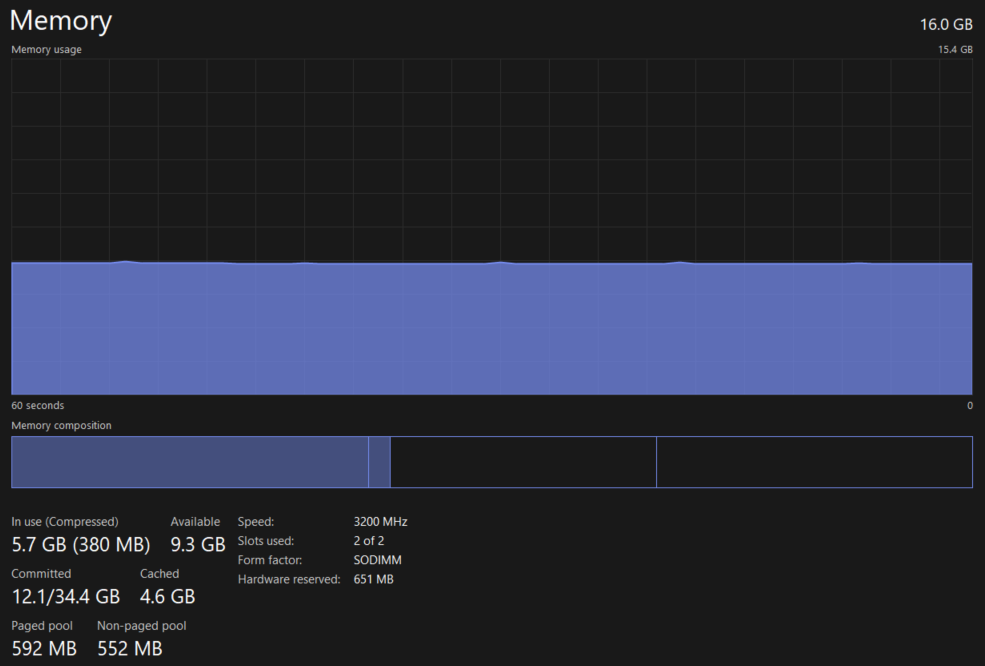 Memory 16.0 GB
Memory usage 15.4 GB
60 seconds 0
Memory composition
In use (Compressed) Available
5.7 GB (380 MB) 9.3 GB
Committed Cached
12.1/34.4 GB 4.6 GB
Paged pool Non-paged pool
592 MB 552 MB
Speed: 3200 MHz
Slots used: 2 of 2
Form factor: SODIMM
Hardware reserved: 651 MB